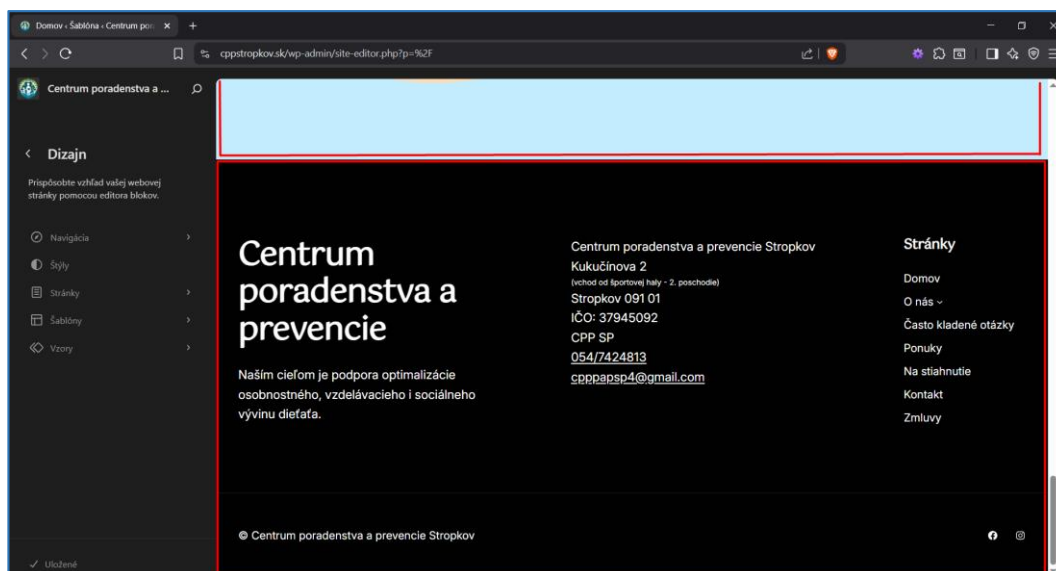 Domov ‹ Šablóna ‹ Centrum por
cppstropkov.sk/wp-admin/site-editor.php?p=%2F
Centrum poradenstva a ...
Dizajn
Prispôsobte vzhľad vašej webovej
stránky pomocou editora blokov.
Navigácia
Štýly
Stránky
Šablóny
Vzory
Uložené
Centrum
poradenstva a
prevencie
Naším cieľom je podpora optimalizácie
osobnostného, vzdelávacieho i sociálneho
vývinu dieťaťa.
Centrum poradenstva a prevencie Stropkov
Kukučínova 2
(vchod od športovej haly - 2. poschodie)
Stropkov 091 01
IČO: 37945092
CPP SP
054/7424813
cpppapsp4@gmail.com
Stránky
Domov
O nás
Často kladené otázky
Ponuky
Na stiahnutie
Kontakt
Zmluvy
© Centrum poradenstva a prevencie Stropkov